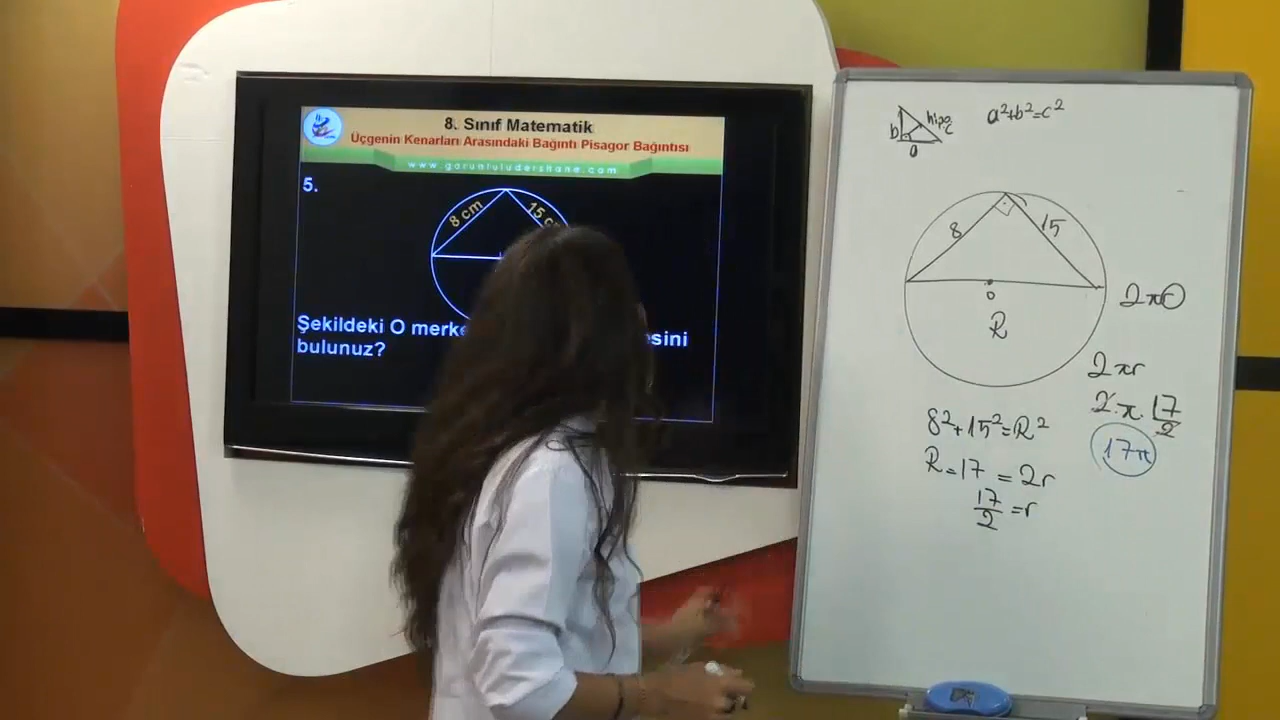 8. Sınıf Matematik
Üçgenin Kenarları Arasındaki Bağıntı Pisagor Bağıntısı
www.goruntuludershane.com
5.
8 cm
15 c
Şekildeki O merke
esini
bulunuz?
b
hipo
c
a
a²+b²=c²
8
15
o
R
2πr
8²+15²=R²
R=17=2r
17/2=r
2πr
2.π.17/2
17π